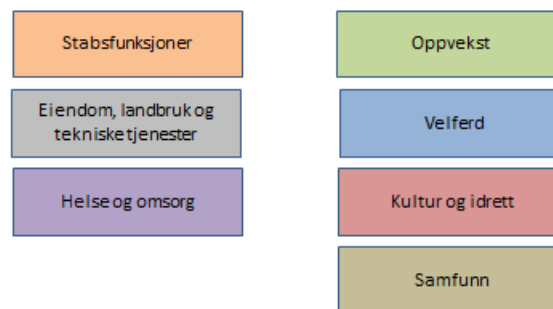 Stabsfunksjoner
Oppvekst
Eiendom, landbruk og
tekniske tjenester
Velferd
Helse og omsorg
Kultur og idrett
Samfunn